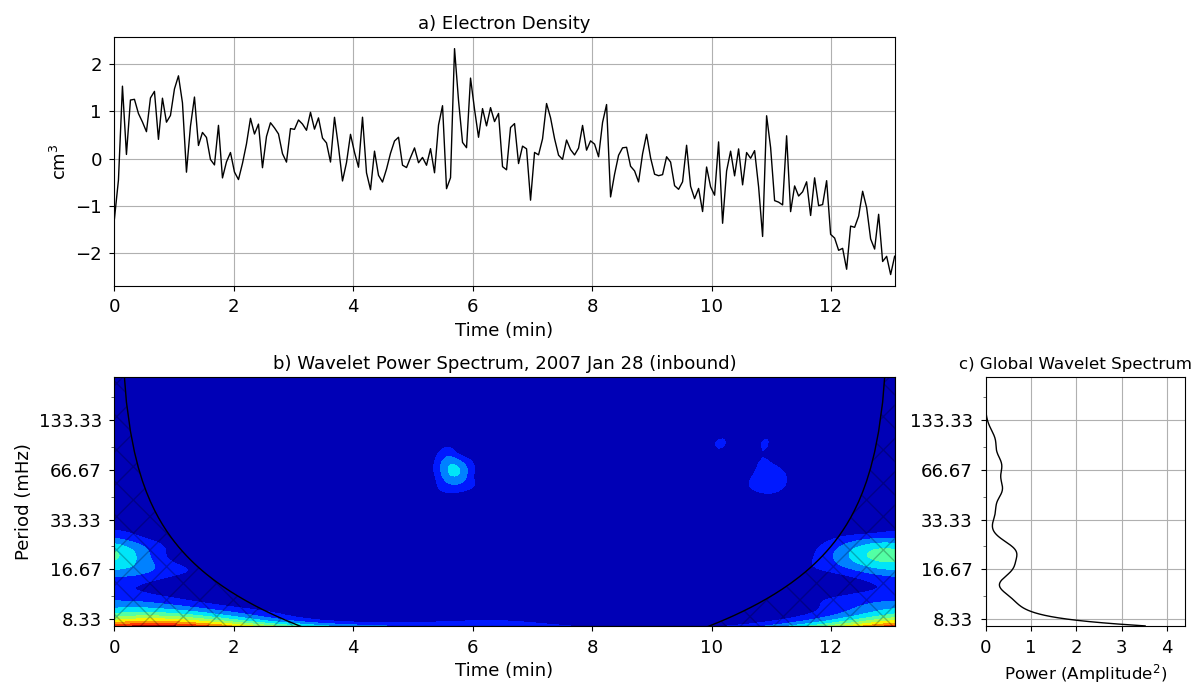 a) Electron Density
cm³
2
1
0
−1
−2
0 2 4 6 8 10 12
Time (min)
b) Wavelet Power Spectrum, 2007 Jan 28 (inbound)
Period (mHz)
133.33
66.67
33.33
16.67
8.33
0 2 4 6 8 10 12
Time (min)
c) Global Wavelet Spectrum
133.33
66.67
33.33
16.67
8.33
0 1 2 3 4
Power (Amplitude²)